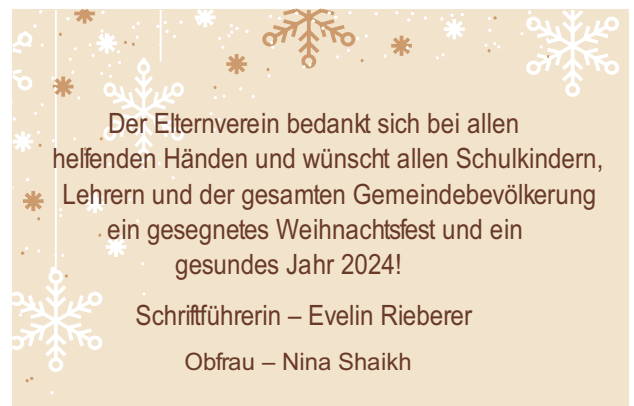 Der Elternverein bedankt sich bei allen
helfenden Händen und wünscht allen Schulkindern,
Lehrern und der gesamten Gemeindebevölkerung
ein gesegnetes Weihnachtsfest und ein
gesundes Jahr 2024!
Schriftführerin – Evelin Rieberer
Obfrau – Nina Shaikh